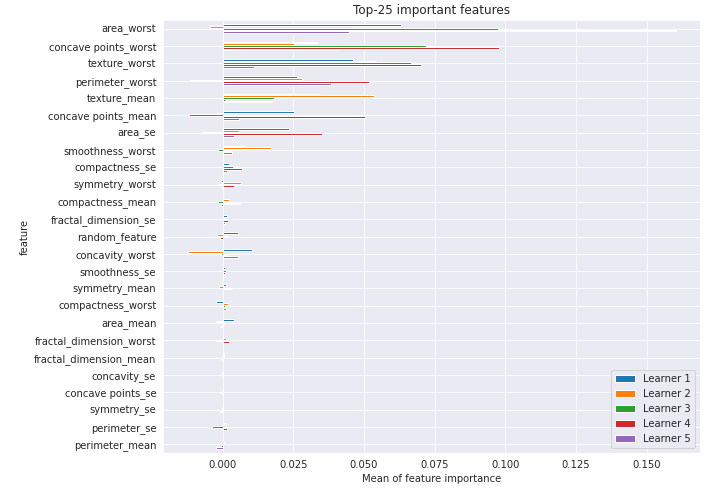 Top-25 important features
area_worst
concave points_worst
texture_worst
perimeter_worst
texture_mean
concave points_mean
area_se
smoothness_worst
compactness_se
symmetry_worst
compactness_mean
fractal_dimension_se
random_feature
concavity_worst
smoothness_se
symmetry_mean
compactness_worst
area_mean
fractal_dimension_worst
fractal_dimension_mean
concavity_se
concave points_se
symmetry_se
perimeter_se
perimeter_mean
feature
Learner 1
Learner 2
Learner 3
Learner 4
Learner 5
0.000 0.025 0.050 0.075 0.100 0.125 0.150
Mean of feature importance